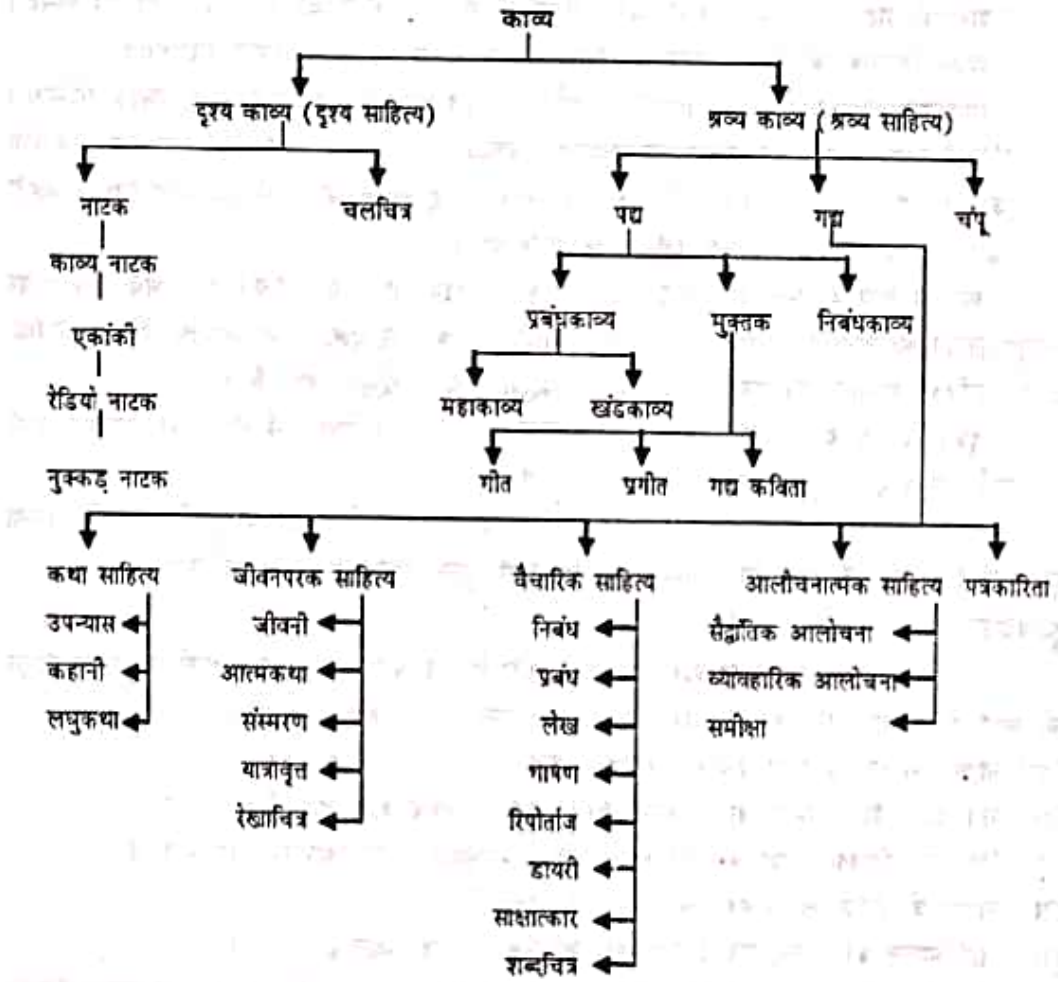 काव्य
दृश्य काव्य (दृश्य साहित्य)
श्रव्य काव्य (श्रव्य साहित्य)
नाटक
चलचित्र
पद्य
गद्य
चंपू
काव्य नाटक
एकांकी
रेडियो नाटक
नुक्कड़ नाटक
प्रबंधकाव्य
मुक्तक
निबंधकाव्य
महाकाव्य
खंडकाव्य
गीत
प्रगीत
गद्य कविता
कथा साहित्य
उपन्यास
कहानी
लघुकथा
जीवनपरक साहित्य
जीवनी
आत्मकथा
संस्मरण
यात्रावृत्त
रेखाचित्र
वैचारिक साहित्य
निबंध
प्रबंध
लेख
भाषण
रिपोर्ताज
डायरी
साक्षात्कार
शब्दचित्र
आलोचनात्मक साहित्य
सैद्धांतिक आलोचना
व्यावहारिक आलोचना
समीक्षा
पत्रकारिता